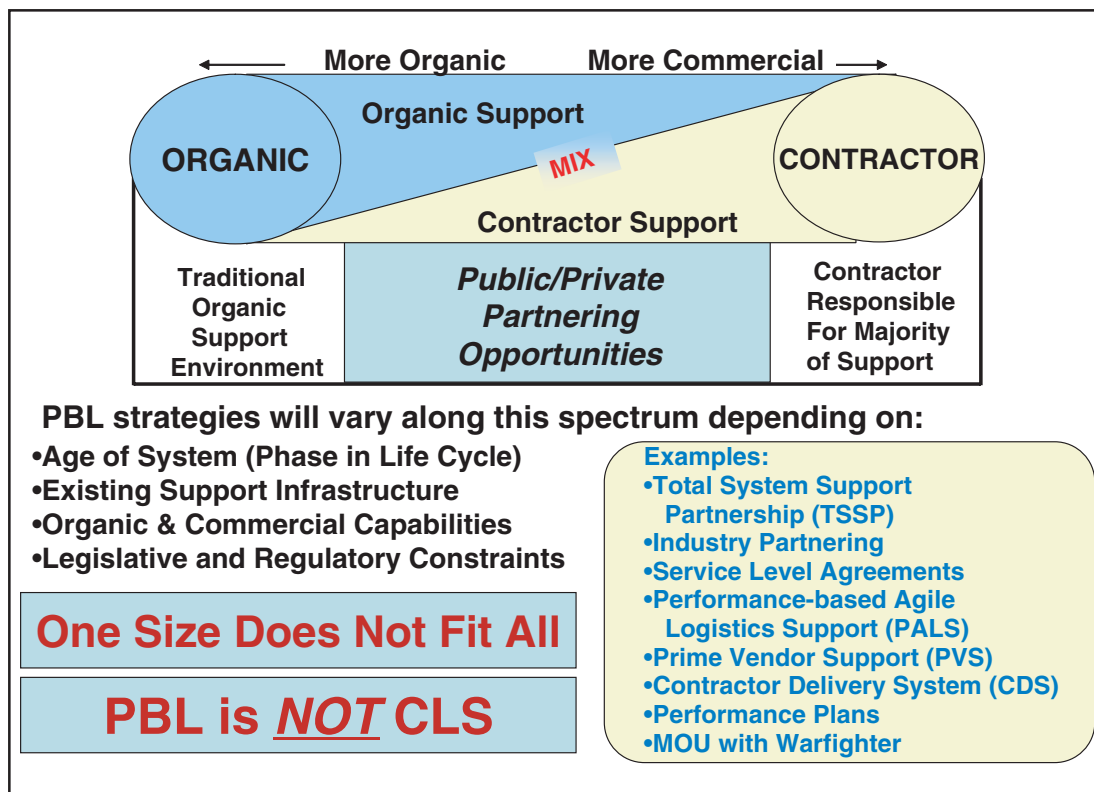 More Organic
More Commercial
Organic Support
ORGANIC
MIX
CONTRACTOR
Contractor Support
Traditional
Organic
Support
Environment
Public/Private
Partnering
Opportunities
Contractor
Responsible
For Majority
of Support
PBL strategies will vary along this spectrum depending on:
•Age of System (Phase in Life Cycle)
•Existing Support Infrastructure
•Organic & Commercial Capabilities
•Legislative and Regulatory Constraints
One Size Does Not Fit All
PBL is NOT CLS
Examples:
•Total System Support
Partnership (TSSP)
•Industry Partnering
•Service Level Agreements
•Performance-based Agile
Logistics Support (PALS)
•Prime Vendor Support (PVS)
•Contractor Delivery System (CDS)
•Performance Plans
•MOU with Warfighter